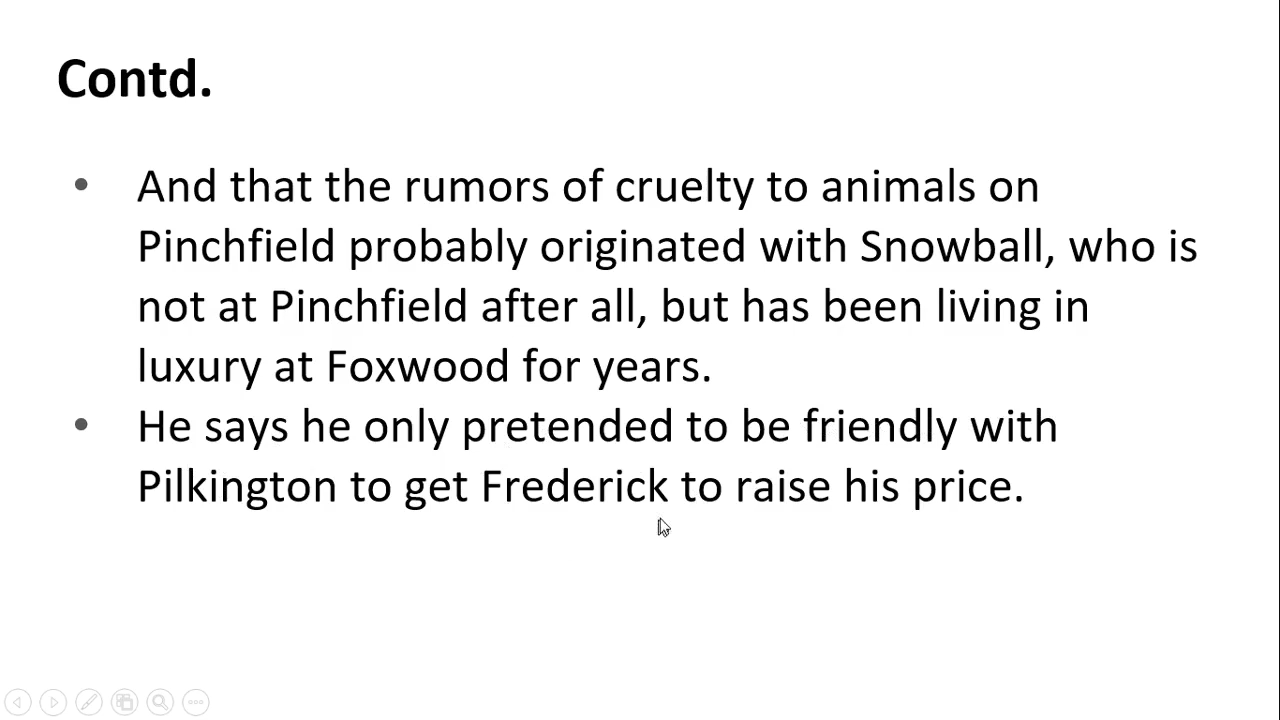 Contd.
• And that the rumors of cruelty to animals on
Pinchfield probably originated with Snowball, who is
not at Pinchfield after all, but has been living in
luxury at Foxwood for years.
• He says he only pretended to be friendly with
Pilkington to get Frederick to raise his price.